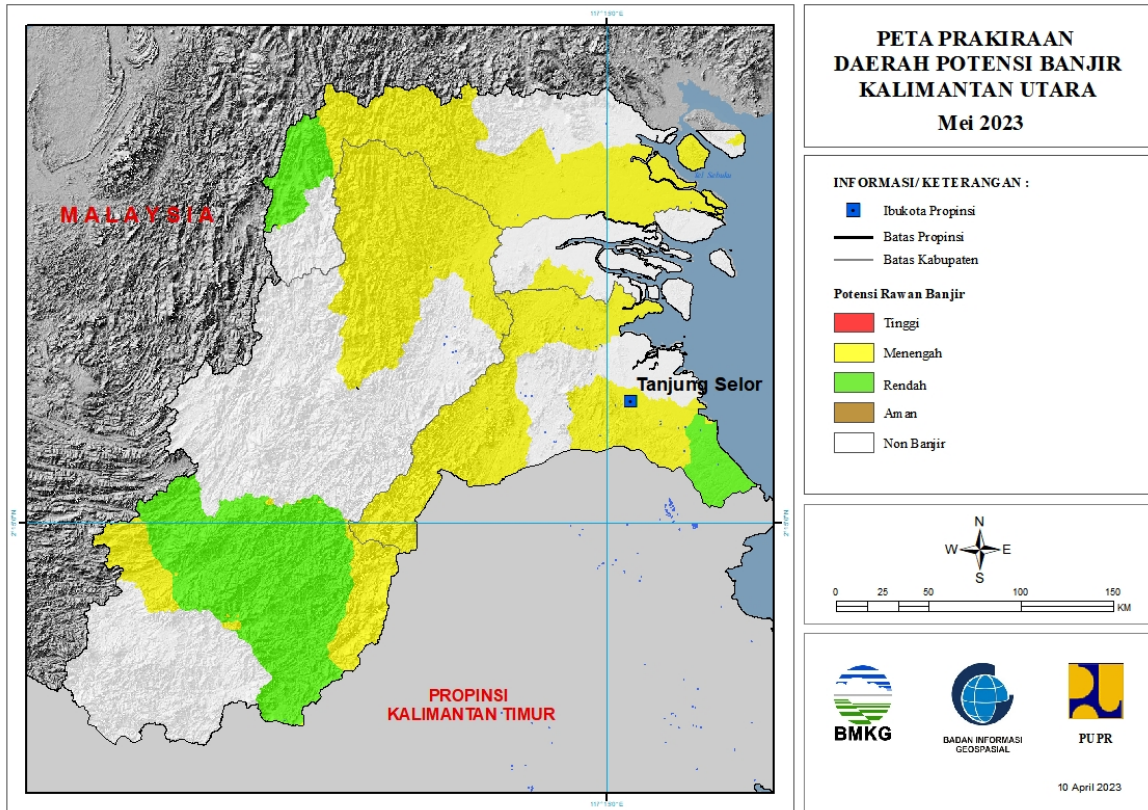 PETA PRAKIRAAN
DAERAH POTENSI BANJIR
KALIMANTAN UTARA
Mei 2023
INFORMASI/ KETERANGAN :
Ibukota Propinsi
Batas Propinsi
Batas Kabupaten
Potensi Rawan Banjir
Tinggi
Menengah
Rendah
Aman
Non Banjir
MALAYSIA
Tanjung Selor
PROPINSI
KALIMANTAN TIMUR
N
W E
S
0 25 50 100 150
KM
BMKG
BADAN INFORMASI
GEOSPASIAL
PUPR
10 April 2023